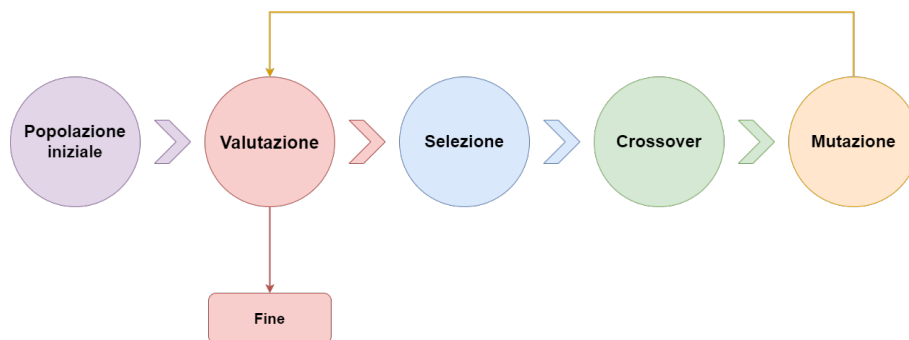 Popolazione
iniziale
Valutazione
Selezione
Crossover
Mutazione
Fine